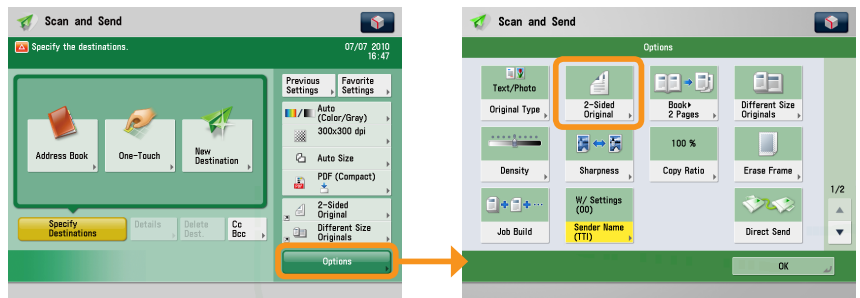 Scan and Send
Specify the destinations.
07/07 2010
16:47
Previous
Settings
Favorite
Settings
Auto
(Color/Gray)
300x300 dpi
Auto Size
PDF (Compact)
2-Sided
Original
Different Size
Originals
Options
Address Book
One-Touch
New
Destination
Specify
Destinations
Details
Delete
Dest.
Cc
Bcc
Scan and Send
Options
Text/Photo
Original Type
2-Sided
Original
Book▸
2 Pages
Different Size
Originals
Density
Sharpness
100 %
Copy Ratio
Erase Frame
Job Build
W/ Settings
(00)
Sender Name
(TTI)
Direct Send
1/2
OK